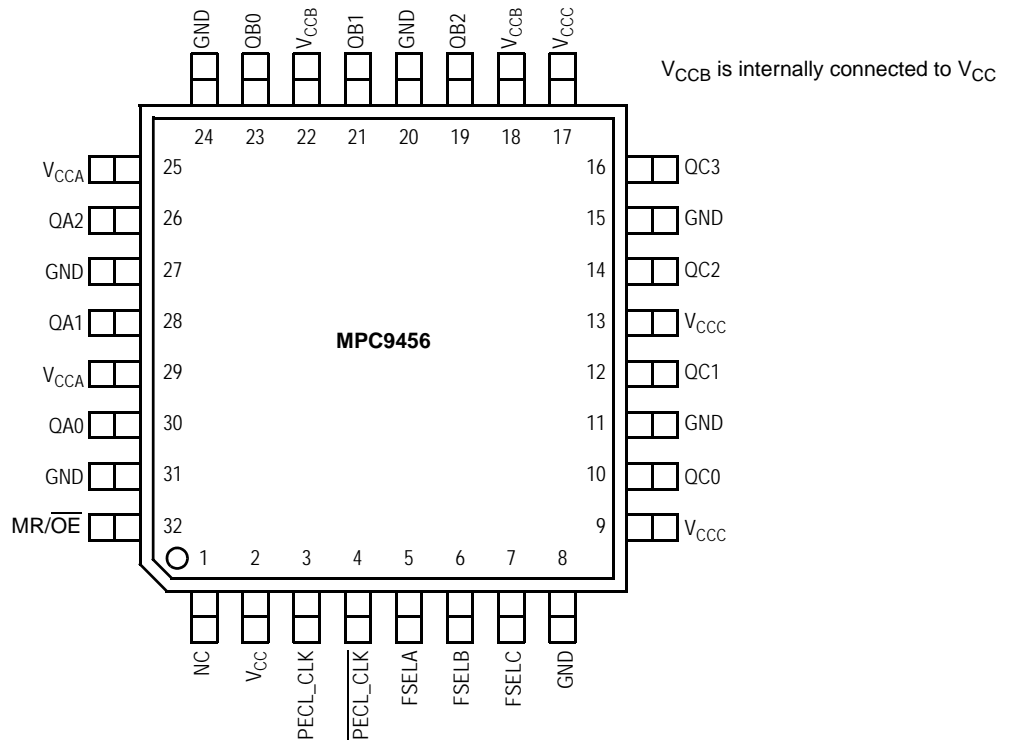 GND QB0 VCCB QB1 GND QB2 VCCB VCCC
VCCB is internally connected to VCC
24 23 22 21 20 19 18 17
VCCA 25 16 QC3
QA2 26 15 GND
GND 27 14 QC2
QA1 28 13 VCCC
MPC9456
VCCA 29 12 QC1
QA0 30 11 GND
GND 31 10 QC0
MR/OE 32 9 VCCC
1 2 3 4 5 6 7 8
NC VCC PECL_CLK PECL_CLK FSELA FSELB FSELC GND